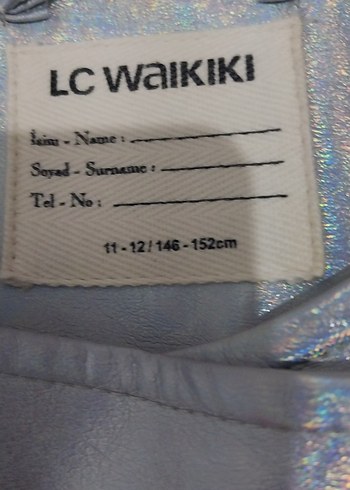 LC WAIKIKI
İsim - Name :
Soyad - Surname :
Tel - No :
11 - 12 / 146 - 152cm